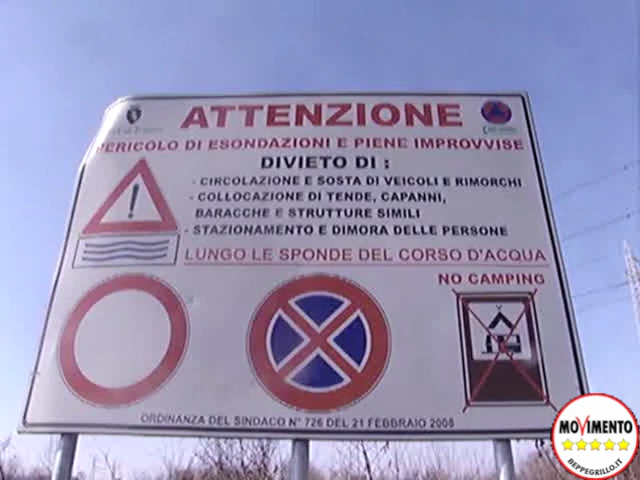 ATTENZIONE
PERICOLO DI ESONDAZIONI E PIENE IMPROVVISE
DIVIETO DI :
- CIRCOLAZIONE E SOSTA DI VEICOLI E RIMORCHI
- COLLOCAZIONE DI TENDE, CAPANNI,
BARACCHE E STRUTTURE SIMILI
- STAZIONAMENTO E DIMORA DELLE PERSONE
LUNGO LE SPONDE DEL CORSO D'ACQUA
NO CAMPING
ORDINANZA DEL SINDACO N° 726 DEL 21 FEBBRAIO 2008
MOVIMENTO
BEPPEGRILLO.IT